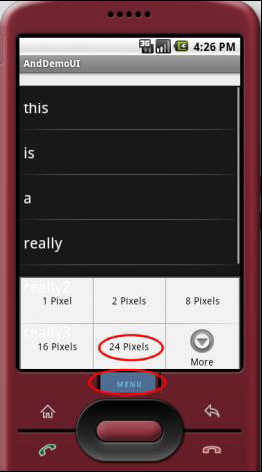 3G 4:26 PM
AndDemoUI
this
is
a
really
really2
1 Pixel 2 Pixels 8 Pixels
really3
16 Pixels 24 Pixels More
MENU